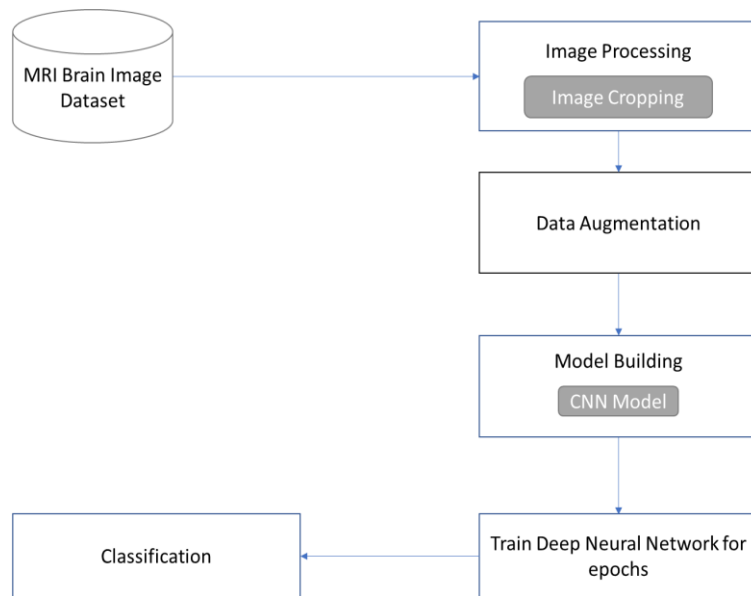 MRI Brain Image
Dataset
Image Processing
Image Cropping
Data Augmentation
Model Building
CNN Model
Train Deep Neural Network for
epochs
Classification